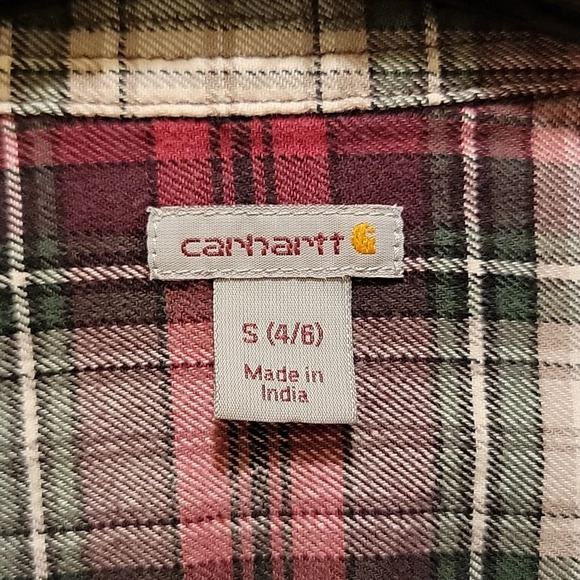 carhartt
S (4/6)
Made in
India